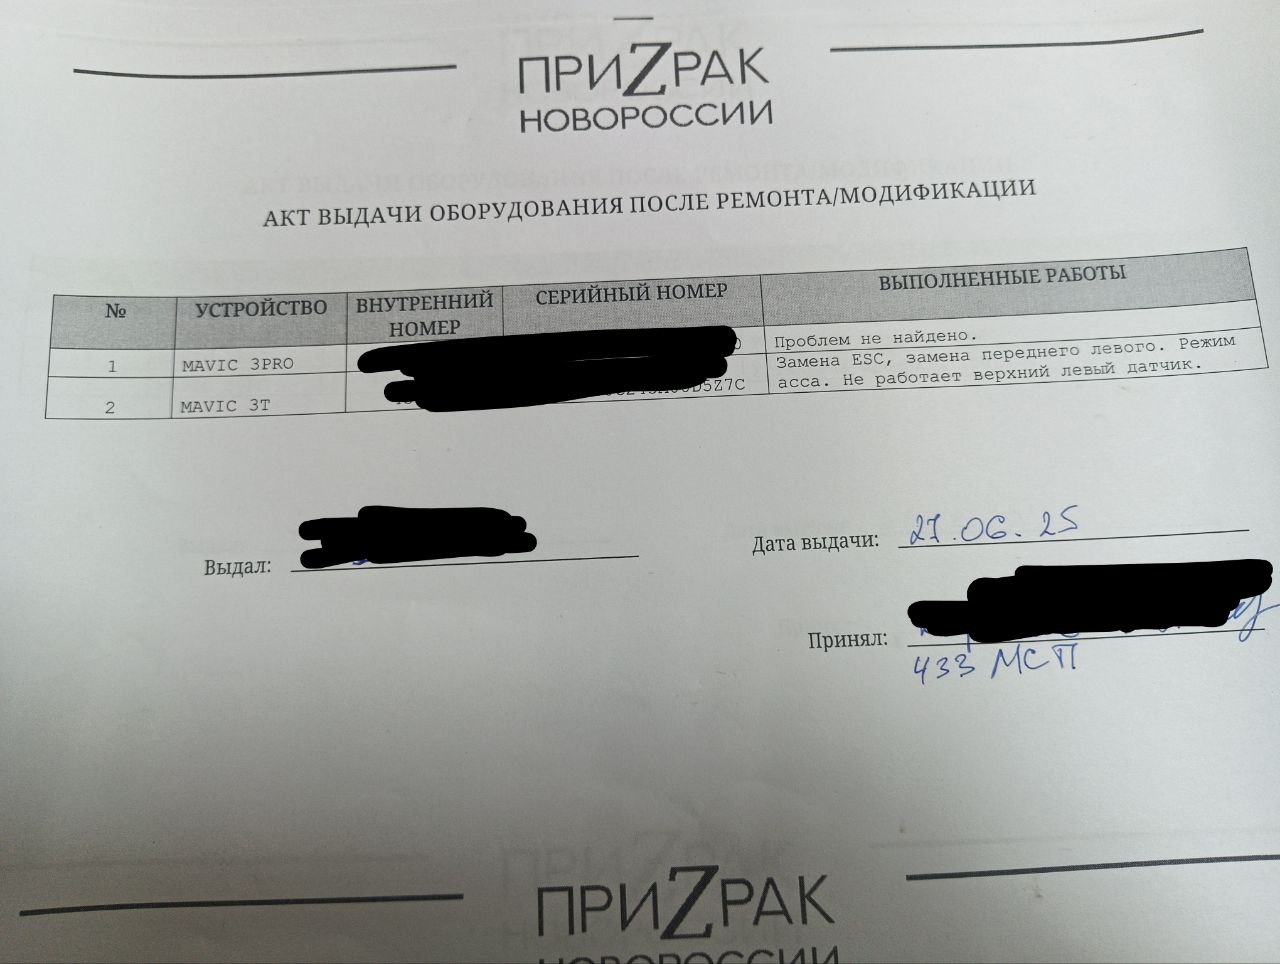 ПРИZРАК
НОВОРОССИИ
АКТ ВЫДАЧИ ОБОРУДОВАНИЯ ПОСЛЕ РЕМОНТА/МОДИФИКАЦИИ
№ УСТРОЙСТВО ВНУТРЕННИЙ НОМЕР СЕРИЙНЫЙ НОМЕР ВЫПОЛНЕННЫЕ РАБОТЫ
1 MAVIC 3PRO Проблем не найдено.
2 MAVIC 3T Замена ESC, замена переднего левого. Режим
асса. Не работает верхний левый датчик.
Выдал:
Дата выдачи: 27.06.25
Принял:
433 МСП
ПРИZРАК
НОВОРОССИИ